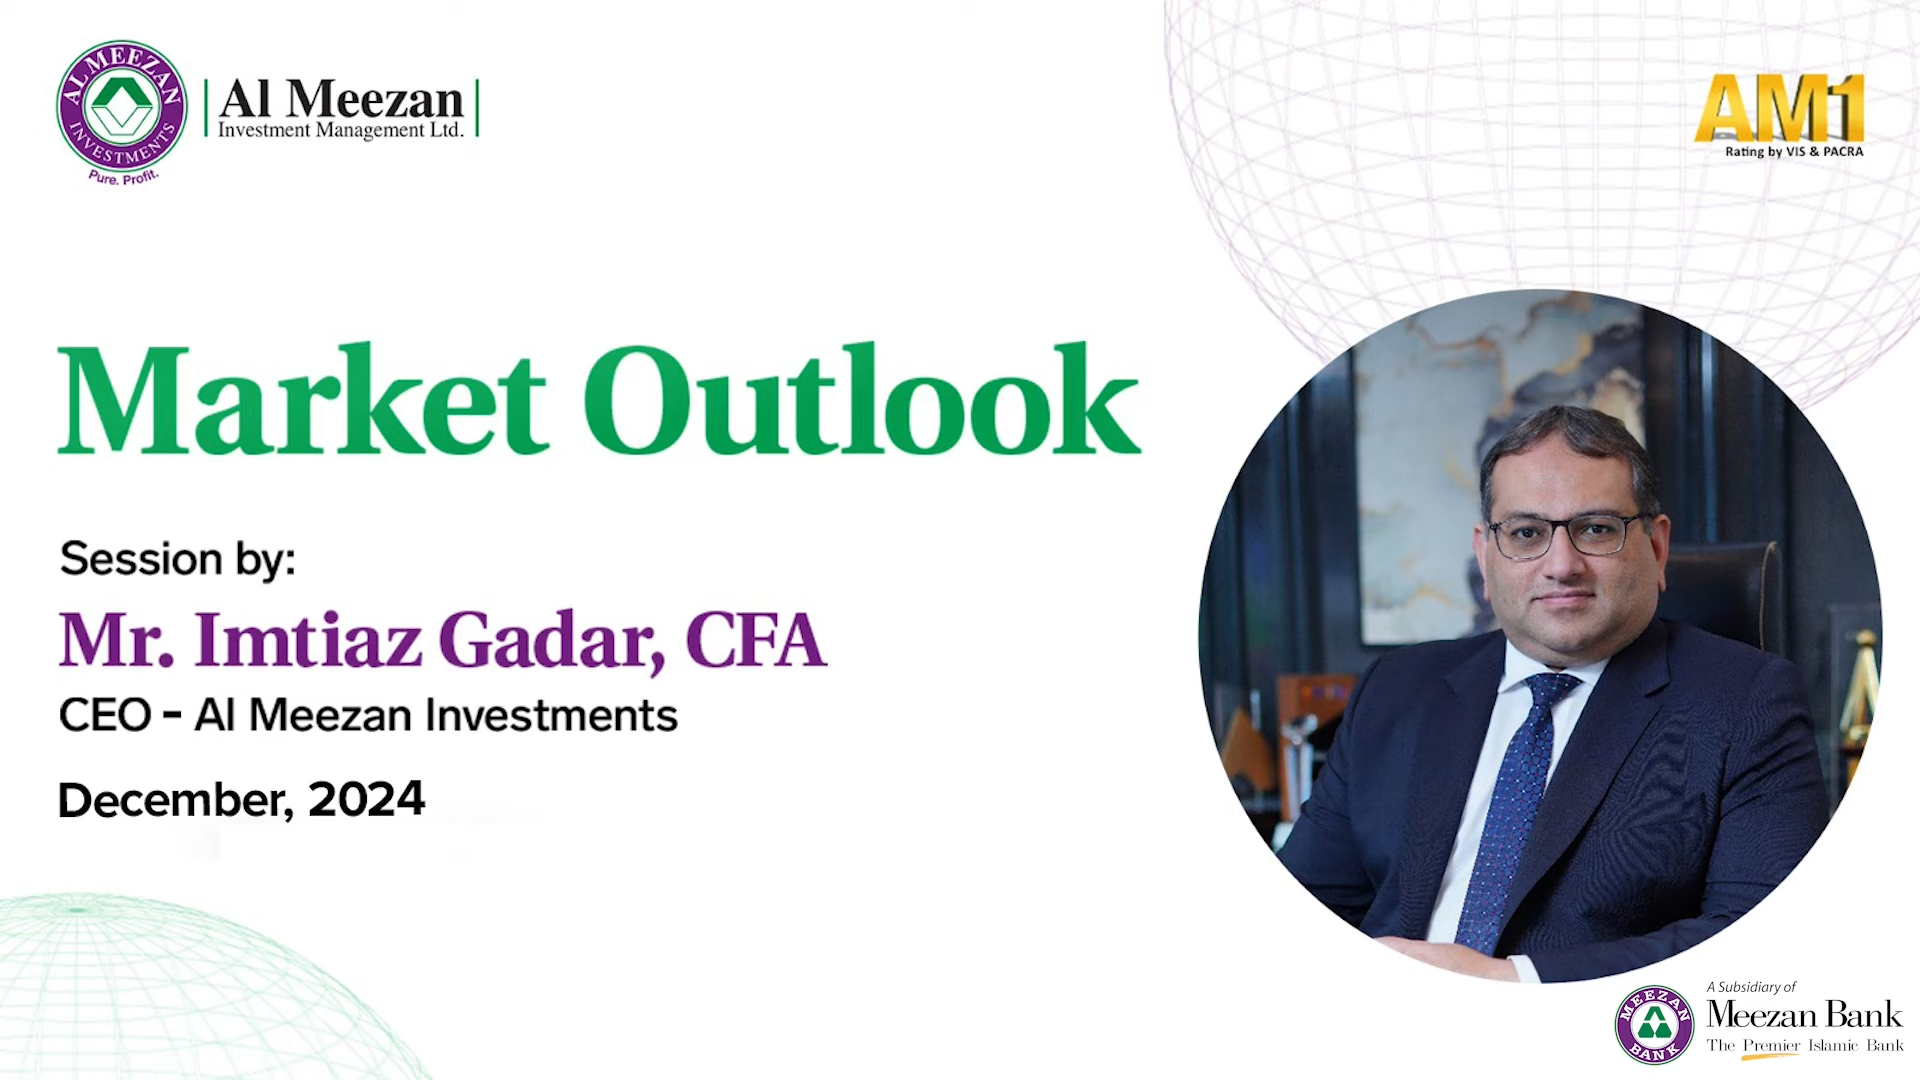 AL MEEZAN INVESTMENTS
Pure. Profit.
Al Meezan
Investment Management Ltd.
AM1
Rating by VIS & PACRA
Market Outlook
Session by:
Mr. Imtiaz Gadar, CFA
CEO - Al Meezan Investments
December, 2024
MEEZAN BANK
A Subsidiary of
Meezan Bank
The Premier Islamic Bank